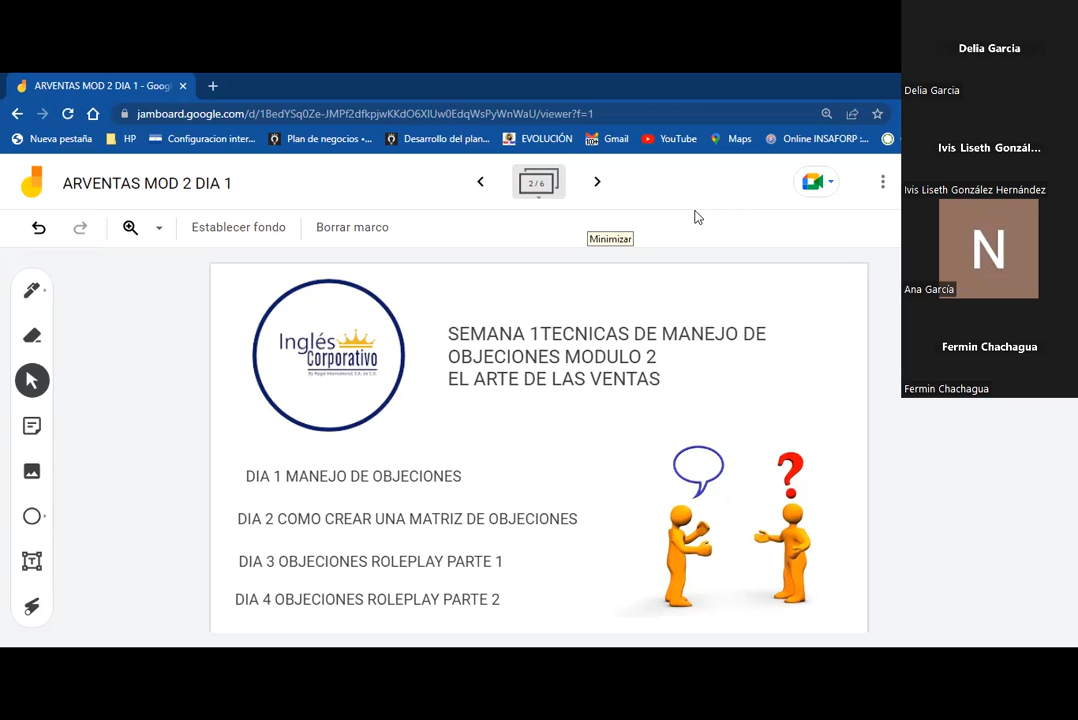 Delia Garcia
Delia Garcia
ARVENTAS MOD 2 DIA 1 - Goog
jamboard.google.com/d/18edYSq0Ze-JMPf2dfkpjwKKdO6XlUw0EdqWsPyWnWaU/viewer?f=1
Nueva pestaña HP Configuracion inter... Plan de negocios •... Desarrollo del plan... EVOLUCIÓN Gmail YouTube Maps Online INSAFORP :...
Ivis Liseth Gonzál...
Ivis Liseth González Hernández
ARVENTAS MOD 2 DIA 1
2 / 6
Establecer fondo Borrar marco
Minimizar
N
Ana García
Fermin Chachagua
Fermin Chachagua
Inglés
Corporativo
SEMANA 1TECNICAS DE MANEJO DE
OBJECIONES MODULO 2
EL ARTE DE LAS VENTAS
DIA 1 MANEJO DE OBJECIONES
DIA 2 COMO CREAR UNA MATRIZ DE OBJECIONES
DIA 3 OBJECIONES ROLEPLAY PARTE 1
DIA 4 OBJECIONES ROLEPLAY PARTE 2
?